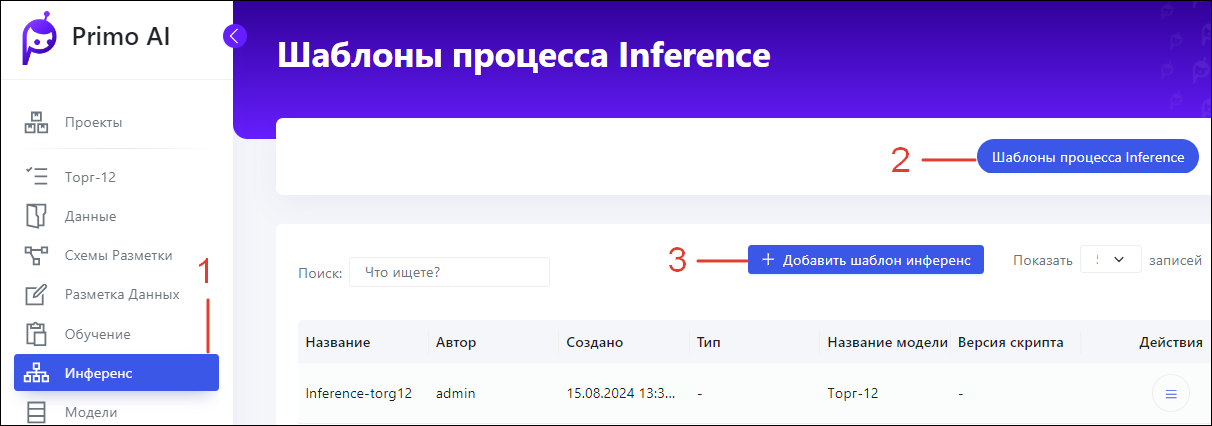 Primo AI
Шаблоны процесса Inference
Проекты
2
Шаблоны процесса Inference
Торг-12
Данные
Схемы Разметки
1
3
+ Добавить шаблон инференс
Показать
записей
Поиск:
Что ищете?
Разметка Данных
Обучение
Название Автор Создано Тип Название модели Версия скрипта Действия
Инференс
Inference-torg12 admin 15.08.2024 13:3... - Торг-12 -
Модели